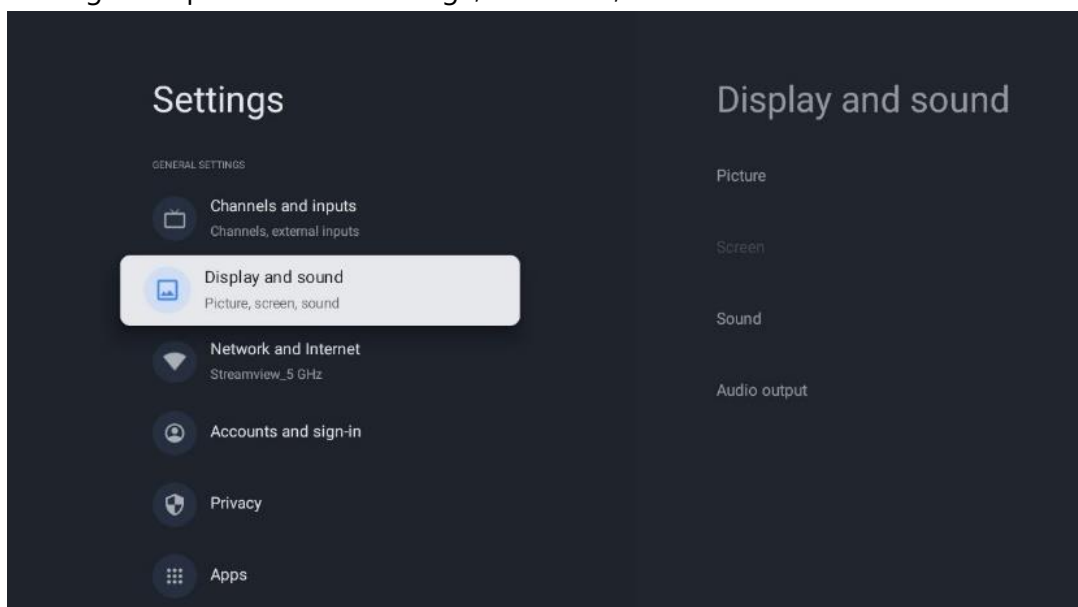 Settings
GENERAL SETTINGS
Channels and inputs
Channels, external inputs
Display and sound
Picture, screen, sound
Network and Internet
Streamview_5 GHz
Accounts and sign-in
Privacy
Apps
Display and sound
Picture
Screen
Sound
Audio output